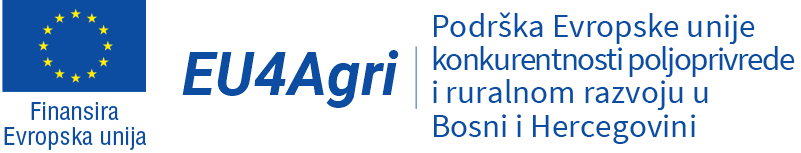 Finansira
Evropska unija
EU4Agri
Podrška Evropske unije
konkurentnosti poljoprivrede
i ruralnom razvoju u
Bosni i Hercegovini